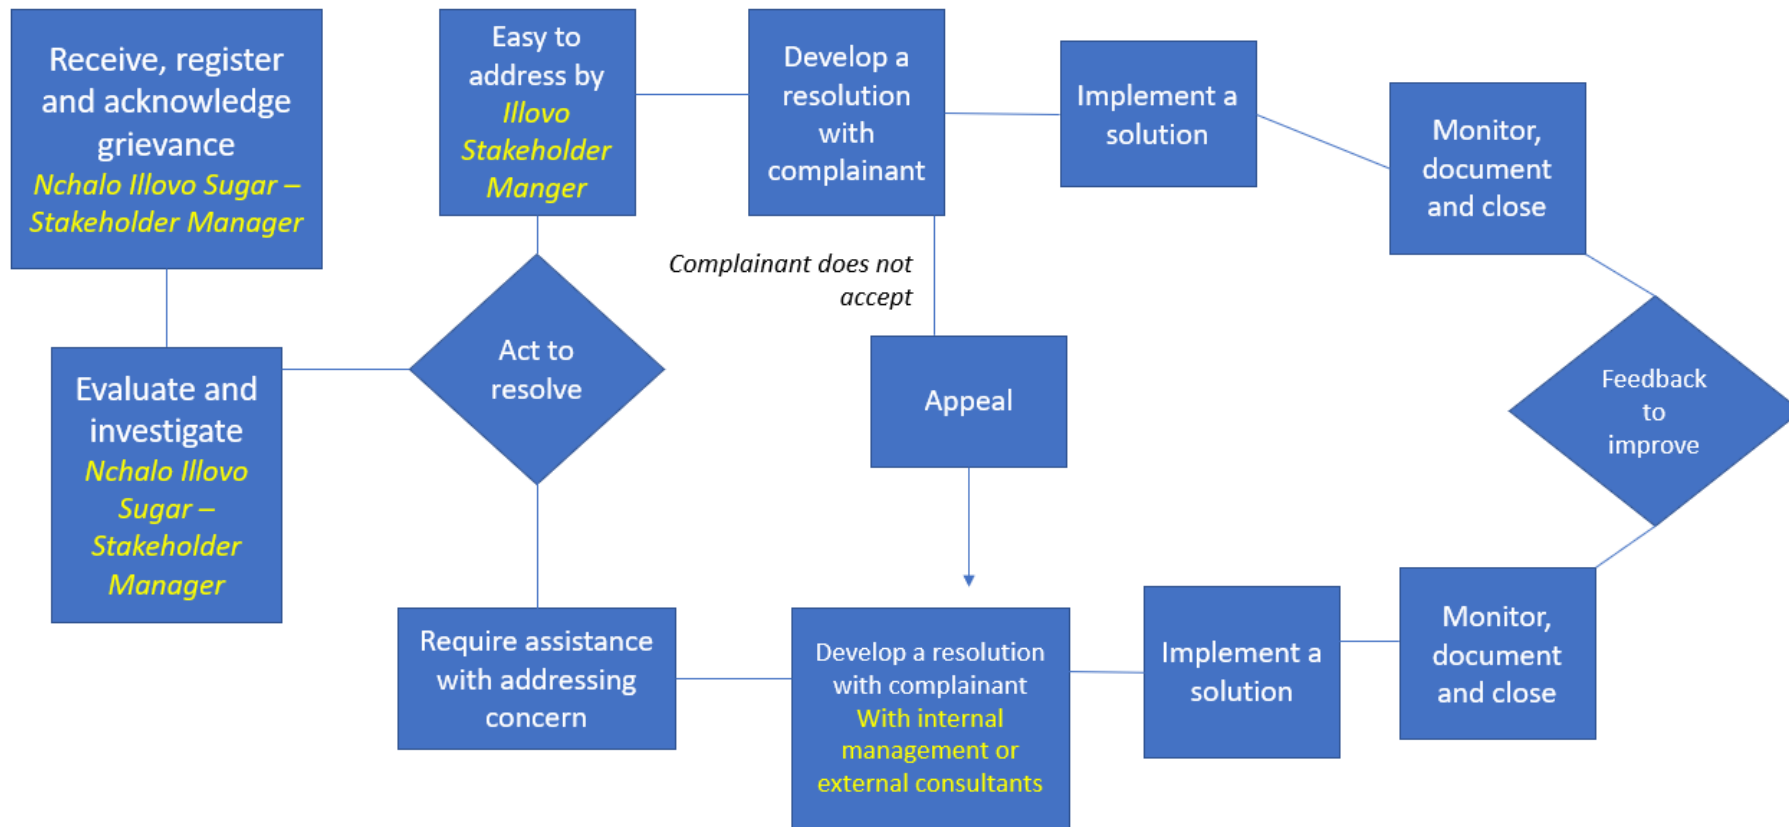 Receive, register
and acknowledge
grievance
Nchalo Illovo Sugar –
Stakeholder Manager
Evaluate and
investigate
Nchalo Illovo
Sugar –
Stakeholder
Manager
Act to
resolve
Easy to
address by
Illovo
Stakeholder
Manger
Develop a
resolution
with
complainant
Implement a
solution
Monitor,
document
and close
Complainant does not
accept
Appeal
Feedback
to
improve
Require assistance
with addressing
concern
Develop a resolution
with complainant
With internal
management or
external consultants
Implement a
solution
Monitor,
document
and close